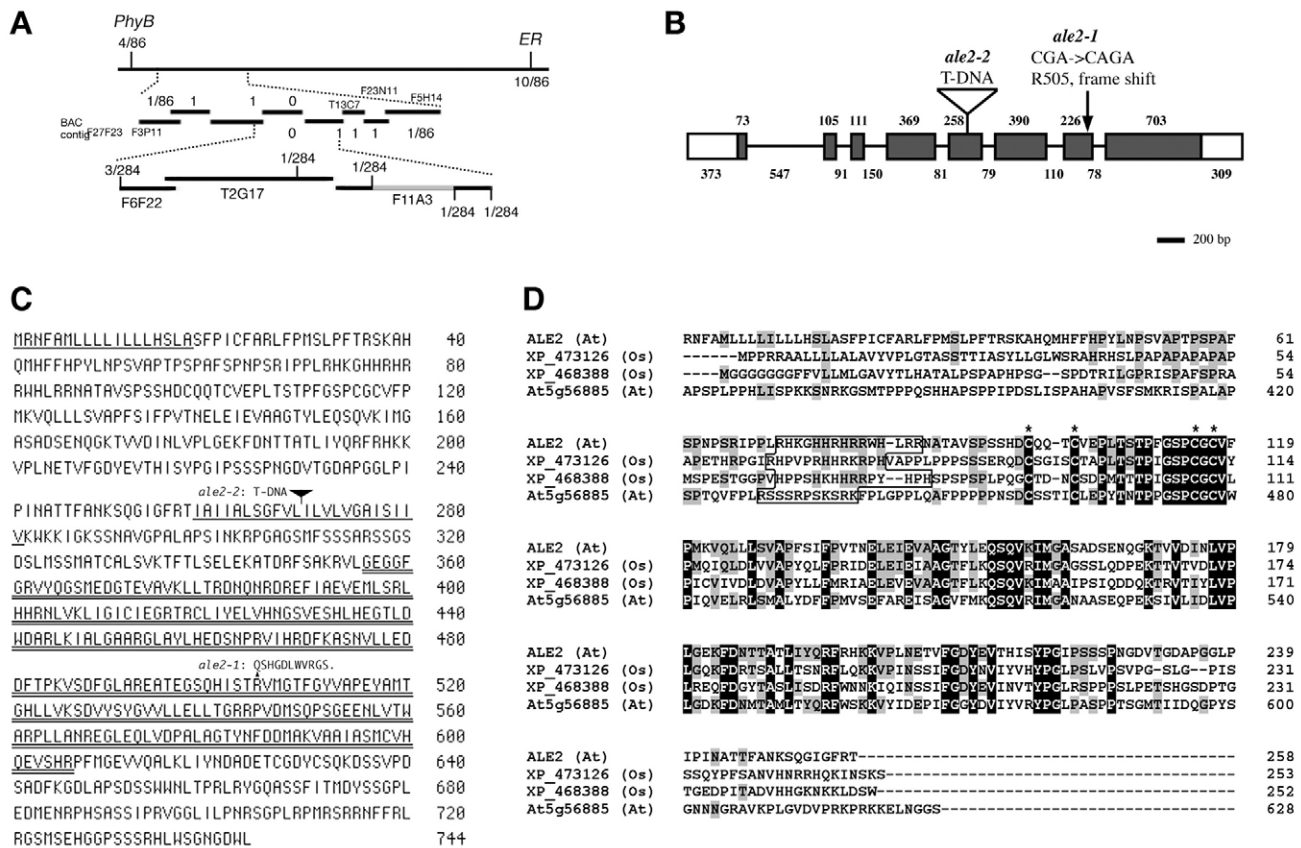 A
PhyB
4/86
ER
10/86
1/86 1 1 0 T13C7 F23N11 F5H14
BAC
contig F27F23 F3P11
0 1 1 1 1/86
3/284 1/284 1/284
F6F22 T2G17 F11A3
1/284 1/284
B
ale2-2
T-DNA
ale2-1
CGA->CAGA
R505, frame shift
73 105 111 369 258 390 226 703
373 547 91 150 81 79 110 78 309
200 bp
C
MRNFAMLLLLILLLHSLASFPICFARLFPMSLPFTRSKAH 40
QMHFFHPYLNPSVAPTPSPAFSPNPSRIPPLRHKGHHRHR 80
RWHLRRNATAVSPSSHDCQQTCVEPLTSTPFGSPCGCVFP 120
MKVQLLLSVAPFSIFPVTNELEIEVAAGTYLEQSQVKIMG 160
ASADSENQGKTVVDINLVPLGEKFDNTTATLIYQRFRHKK 200
VPLNETVFGDYEVTHISYPGIPSSSPNGDVTGDAPGGLPI 240
ale2-2: T-DNA
PINATTFANKSQGIGFRTIAIIALSGFVLILVLVGAISII 280
VKWKKIGKSSNAVGPALAPSINKRPGAGSMFSSSARSSGS 320
DSLMSSMATCALSVKTFTLSELEKATDRFSAKRVLGEGGF 360
GRVYQGSMEDGTEVAVKLLTRDNQNRDREFIAEVEMLSRL 400
HHRNLVKLIGICIEGRTRCLIYELVHNGSVESHLHEGTLD 440
WDARLKIALGAARGLAYLHEDSNPRVIHRDFKASNVLLED 480
ale2-1: QSHGDLWVRGS.
DFTPKVSDFGLAREATEGSQHISTRVMGTFGYVAPEYAMT 520
GHLLVKSDVYSYGVVLLELLTGRRPVDMSQPSGEENLVTW 560
ARPLLANREGLEQLVDPALAGTYNFDDMAKVAAIASMCVH 600
QEVSHRPFMGEVVQALKLIYNDADETCGDYCSQKDSSVPD 640
SADFKGDLAPSDSSWWNLTPRLRYGQASSFITMDYSSGPL 680
EDMENRPHSASSIPRVGGLILPNRSGPLRPMRSRRNFFRL 720
RGSMSEHGGPSSSRHLWSGNGDWL 744
D
ALE2 (At) RNFAMLLLLILLLHSLASFPICFARLFPMSLPFTRSKAHQMHFFHPYLNPSVAPTPSPAF 61
XP_473126 (Os) -----MPPRRAALLLLALAVYVPLGTASSTTIASYLLGLWSRAHRHSLPAPAPAPAPAP 54
XP_468388 (Os) ----MGGGGGGGFFVLLMLGAVYTLHATALPSPAPHPSG--SPDTRILGPRISPAFSPRA 54
At5g56885 (At) APSPLPPHLISPKKSNRKGSMTPPPQSHHAPSPPISDSLISPAHAPVSFSMKRISPALAP 420
* * * *
ALE2 (At) SPNPSRIPPLRHKGHHRHRRWH-LRRNATAVSPSSHDCQQ-TCVEPLTSTPFGSPCGCVF 119
XP_473126 (Os) APETHRPGIRHPVPRHHRKRPHVAPPLPPPSSSERQDCSGISCTAPLTSTPIGSPCGCVY 114
XP_468388 (Os) MSPESTGGPVHPPSHKHHRRPY--HPHSPSPSPLPQNCSDMPCTDPMTTTPIGSPCGCVL 111
At5g56885 (At) SPTQVFPLRSSSRPSKSRKFPLGPPLQAFPPPPPNSDCSSTICLEPYTNTPPGSPCGCVW 480
ALE2 (At) PMKVQLLLSVAPFSIFPVTNELEIEVAAGTYLEQSQVKIMGASADSENQGKTVVDINLVP 179
XP_473126 (Os) PMQIQLDLVVAPYQLFPRIDELEIEIAAGTFLKQSQVRIMGAGSSLQDPEKTTVTVDLVP 174
XP_468388 (Os) PICVIVDLDVAPYLLFMRIAELEVEVAAGTFLKQSQVKIMAAIPSIQDDQKTRVTIYLVP 171
At5g56885 (At) PIQVELRLSMALYDFFPMVSEFAREISAGVFMKQSQVRIMGANAASEQPEKSIVLIDLVP 540
ALE2 (At) LGEKFDNTTATLIYQRFRHKKVPLNETVFGDYEVTHISYPGIPSSSPNGDVTGDAPGGLP 239
XP_473126 (Os) LGQKFDRTSALLTSNRFLQKKVPINSSIFGDYDVIYVHYPGLPSLVPSVPG-SLG--PIS 231
XP_468388 (Os) LREQFDGYTASLISDRFWNNKIQINSSIFGDYEVINVTYPGLRSPPPSLPETSHGSDPTG 231
At5g56885 (At) LGDKFDNMTAMLTYQRFWSKKVYIDEPIFGGYDVIYVRYPGLPASPPTSGMTIIDQGPYS 600
ALE2 (At) IPINATTFANKSQGIGFRT------------------ 258
XP_473126 (Os) SSQYPFSANVHNRRHQKINSKS--------------- 253
XP_468388 (Os) TGEDPITADVHHGKNKKLDSW---------------- 252
At5g56885 (At) GNNNGRAVKPLGVDVPRKPRKKELNGGS--------- 628